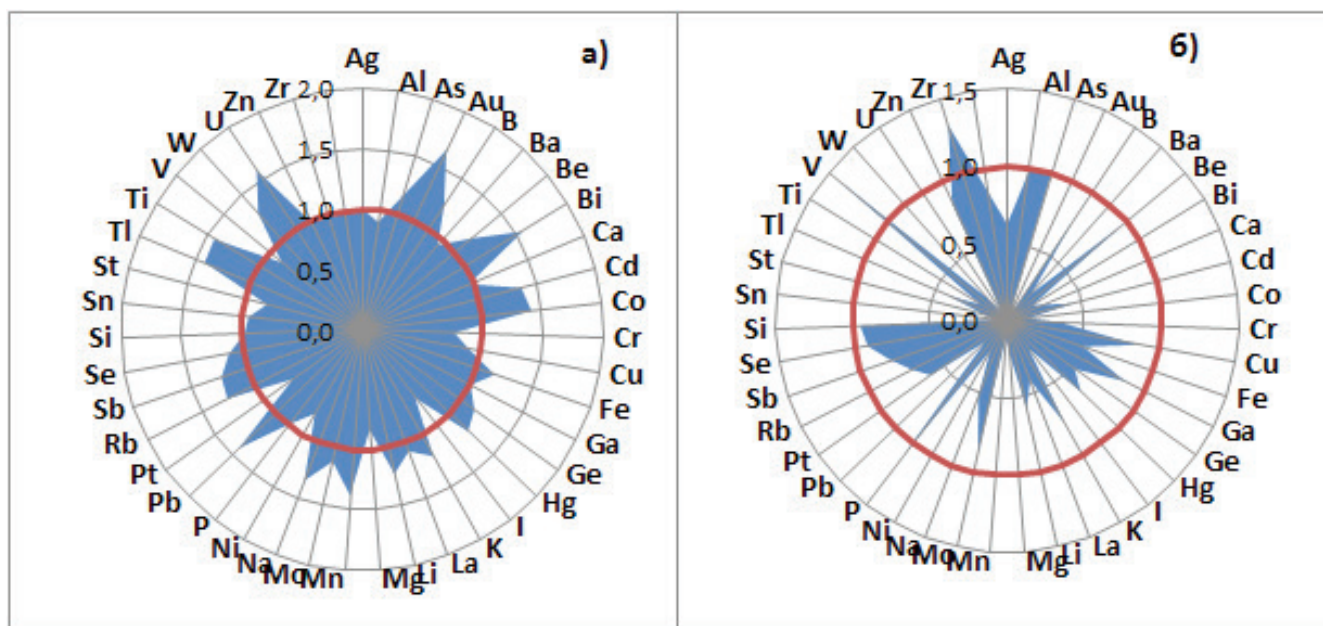 а)
Ag
Al
As
Au
B
Ba
Be
Bi
Ca
Cd
Co
Cr
Cu
Fe
Ga
Ge
Hg
I
K
La
Li
Mg
Mn
Mo
Na
Ni
P
Pb
Pt
Rb
Sb
Se
Si
Sn
St
Tl
Ti
V
W
U
Zn
Zr
2,0
1,5
1,0
0,5
0,0
б)
Ag
Al
As
Au
B
Ba
Be
Bi
Ca
Cd
Co
Cr
Cu
Fe
Ga
Ge
Hg
I
K
La
Li
Mg
Mn
Mo
Na
Ni
P
Pb
Pt
Rb
Sb
Se
Si
Sn
St
Tl
Ti
V
W
U
Zn
Zr
1,5
1,0
0,5
0,0